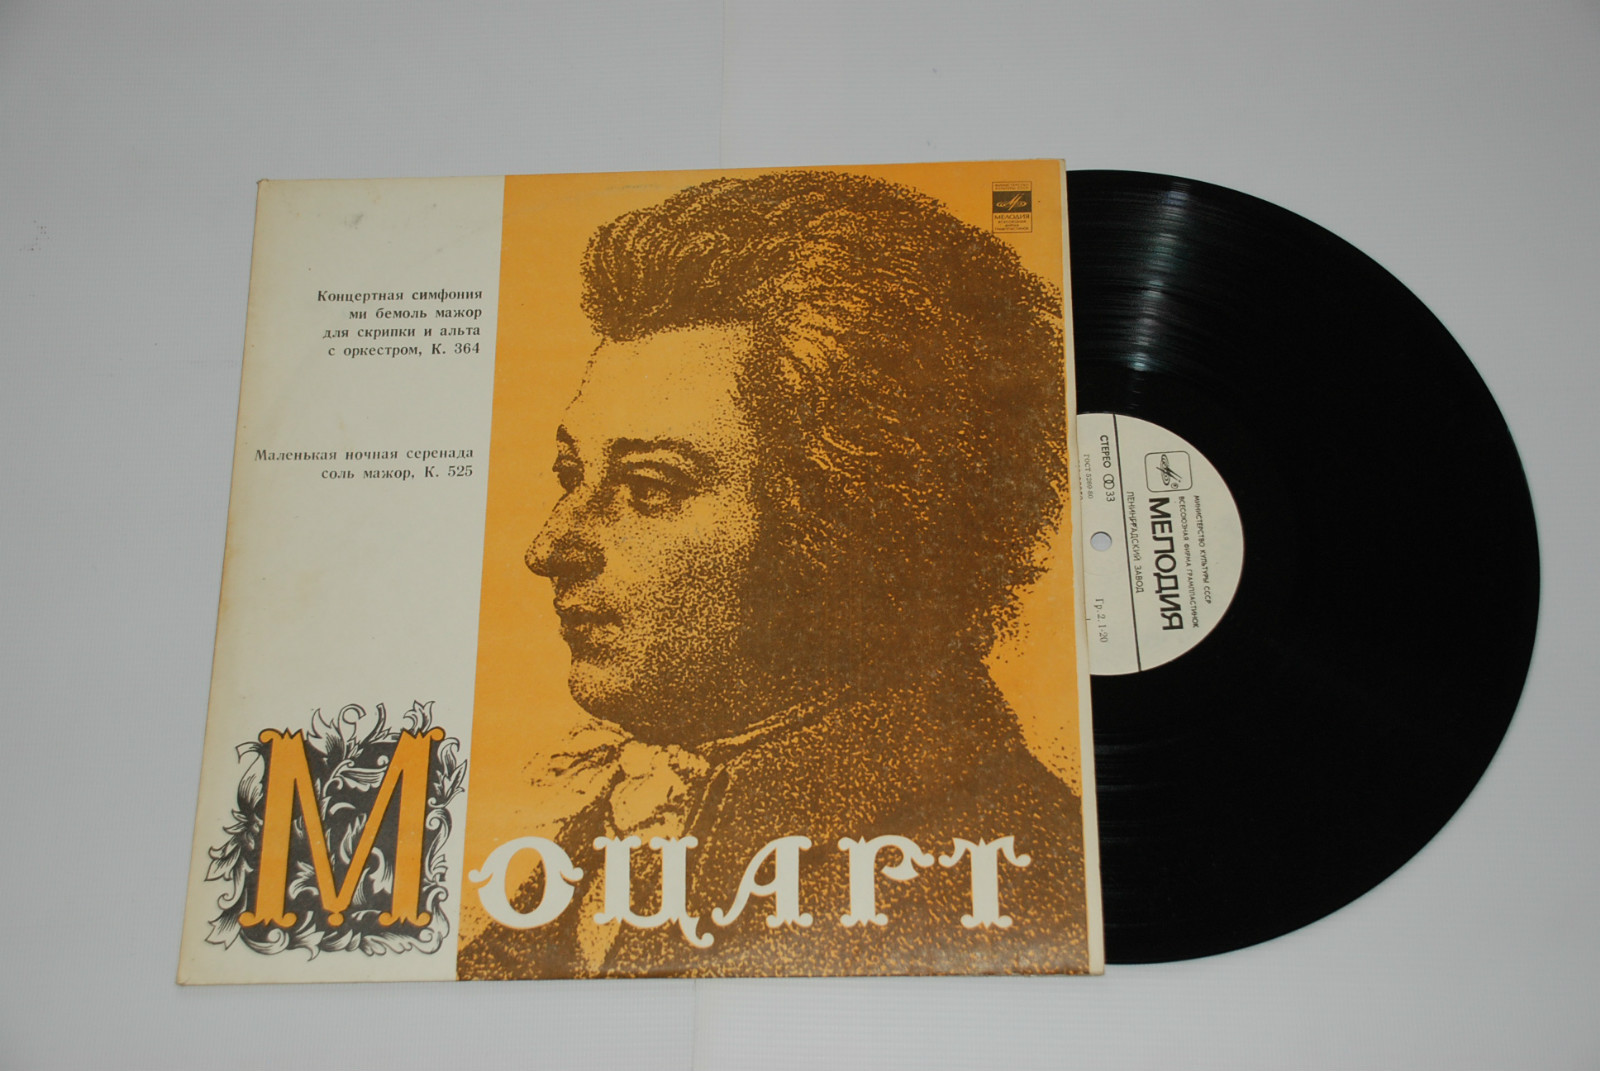 Концертная симфония
ми бемоль мажор
для скрипки и альта
с оркестром, К. 364
Маленькая ночная серенада
соль мажор, К. 525
Моцарт
МЕЛОДИЯ
МИНИСТЕРСТВО КУЛЬТУРЫ СССР
ВСЕСОЮЗНАЯ ФИРМА ГРАМПЛАСТИНОК
МЕЛОДИЯ
ЛЕНИНГРАДСКИЙ ЗАВОД
СТЕРЕО 33
Гр. 2. 1-20